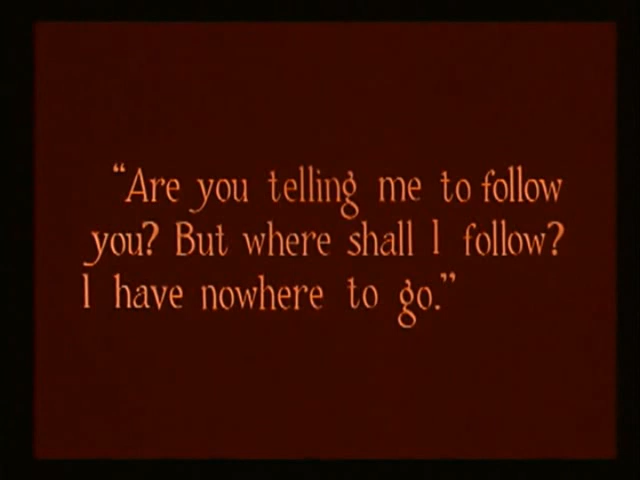 “Are you telling me to follow
you? But where shall I follow?
I have nowhere to go.”